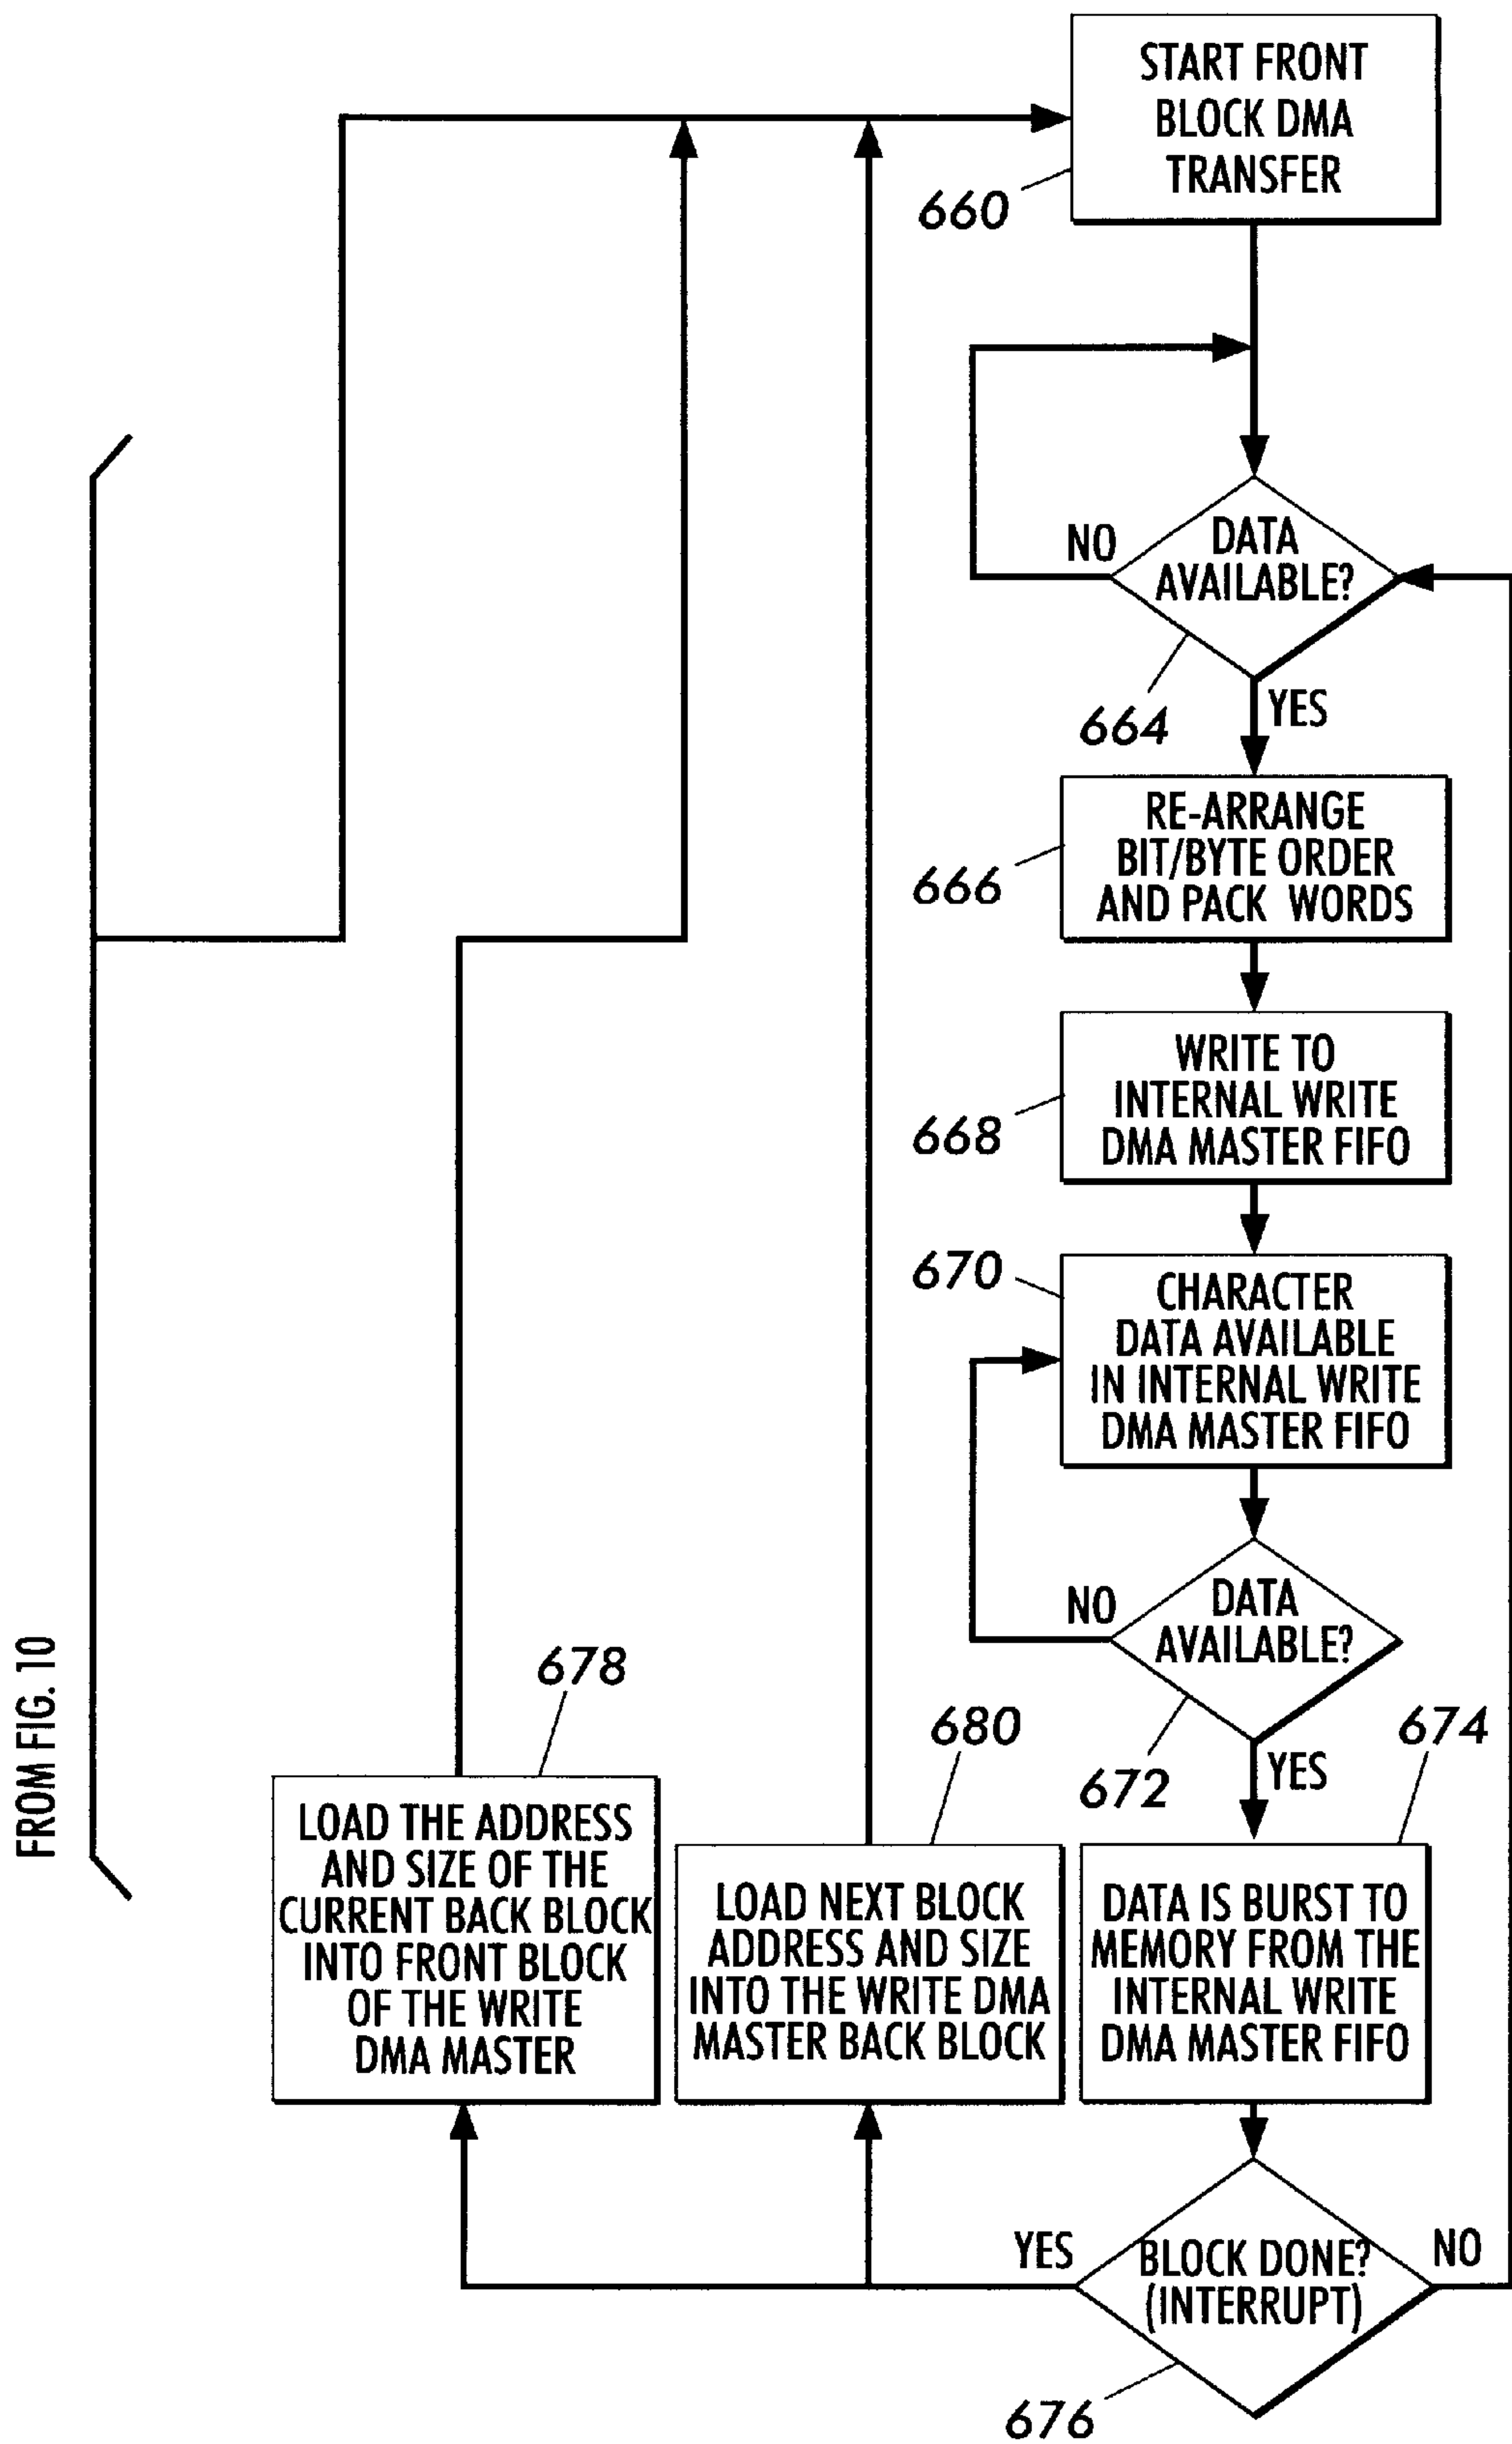 START FRONT
BLOCK DMA
TRANSFER
660
NO
DATA
AVAILABLE?
664
YES
RE-ARRANGE
BIT/BYTE ORDER
AND PACK WORDS
666
WRITE TO
INTERNAL WRITE
DMA MASTER FIFO
668
670
CHARACTER
DATA AVAILABLE
IN INTERNAL WRITE
DMA MASTER FIFO
NO
DATA
AVAILABLE?
672
YES
674
DATA IS BURST TO
MEMORY FROM THE
INTERNAL WRITE
DMA MASTER FIFO
YES
BLOCK DONE?
(INTERRUPT)
NO
676
678
LOAD THE ADDRESS
AND SIZE OF THE
CURRENT BACK BLOCK
INTO FRONT BLOCK
OF THE WRITE
DMA MASTER
680
LOAD NEXT BLOCK
ADDRESS AND SIZE
INTO THE WRITE DMA
MASTER BACK BLOCK
FROM FIG. 10